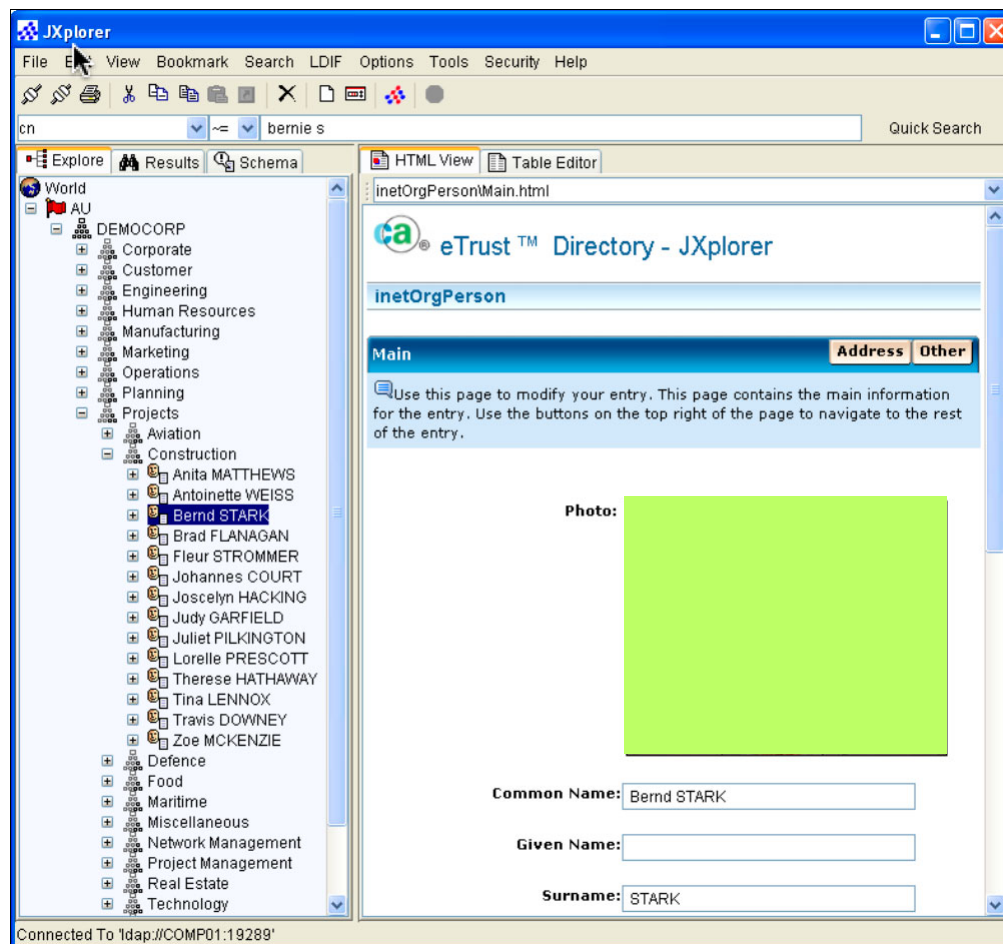 JXplorer
File E View Bookmark Search LDIF Options Tools Security Help
cn ~= bernie s Quick Search
Explore Results Schema
World
AU
DEMOCORP
Corporate
Customer
Engineering
Human Resources
Manufacturing
Marketing
Operations
Planning
Projects
Aviation
Construction
Anita MATTHEWS
Antoinette WEISS
Bernd STARK
Brad FLANAGAN
Fleur STROMMER
Johannes COURT
Joscelyn HACKING
Judy GARFIELD
Juliet PILKINGTON
Lorelle PRESCOTT
Therese HATHAWAY
Tina LENNOX
Travis DOWNEY
Zoe MCKENZIE
Defence
Food
Maritime
Miscellaneous
Network Management
Project Management
Real Estate
Technology
HTML View Table Editor
inetOrgPerson\Main.html
ca® eTrust ™ Directory - JXplorer
inetOrgPerson
Main Address Other
Use this page to modify your entry. This page contains the main information
for the entry. Use the buttons on the top right of the page to navigate to the rest
of the entry.
Photo:
Common Name: Bernd STARK
Given Name:
Surname: STARK
Connected To 'ldap://COMP01:19289'